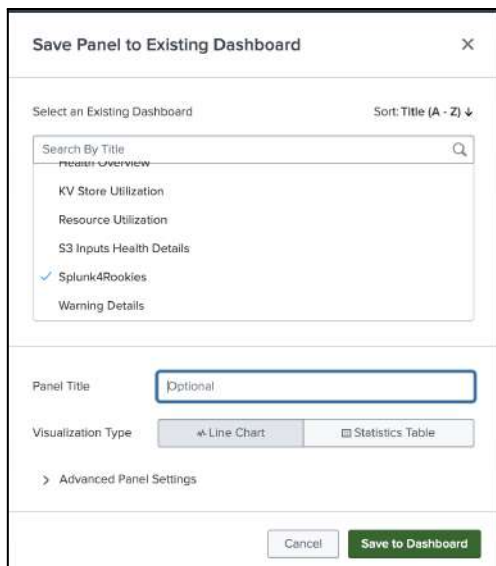 Save Panel to Existing Dashboard
Select an Existing Dashboard Sort: Title (A - Z)
Search By Title
Health Overview
KV Store Utilization
Resource Utilization
S3 Inputs Health Details
Splunk4Rookies
Warning Details
Panel Title Optional
Visualization Type Line Chart Statistics Table
Advanced Panel Settings
Cancel Save to Dashboard